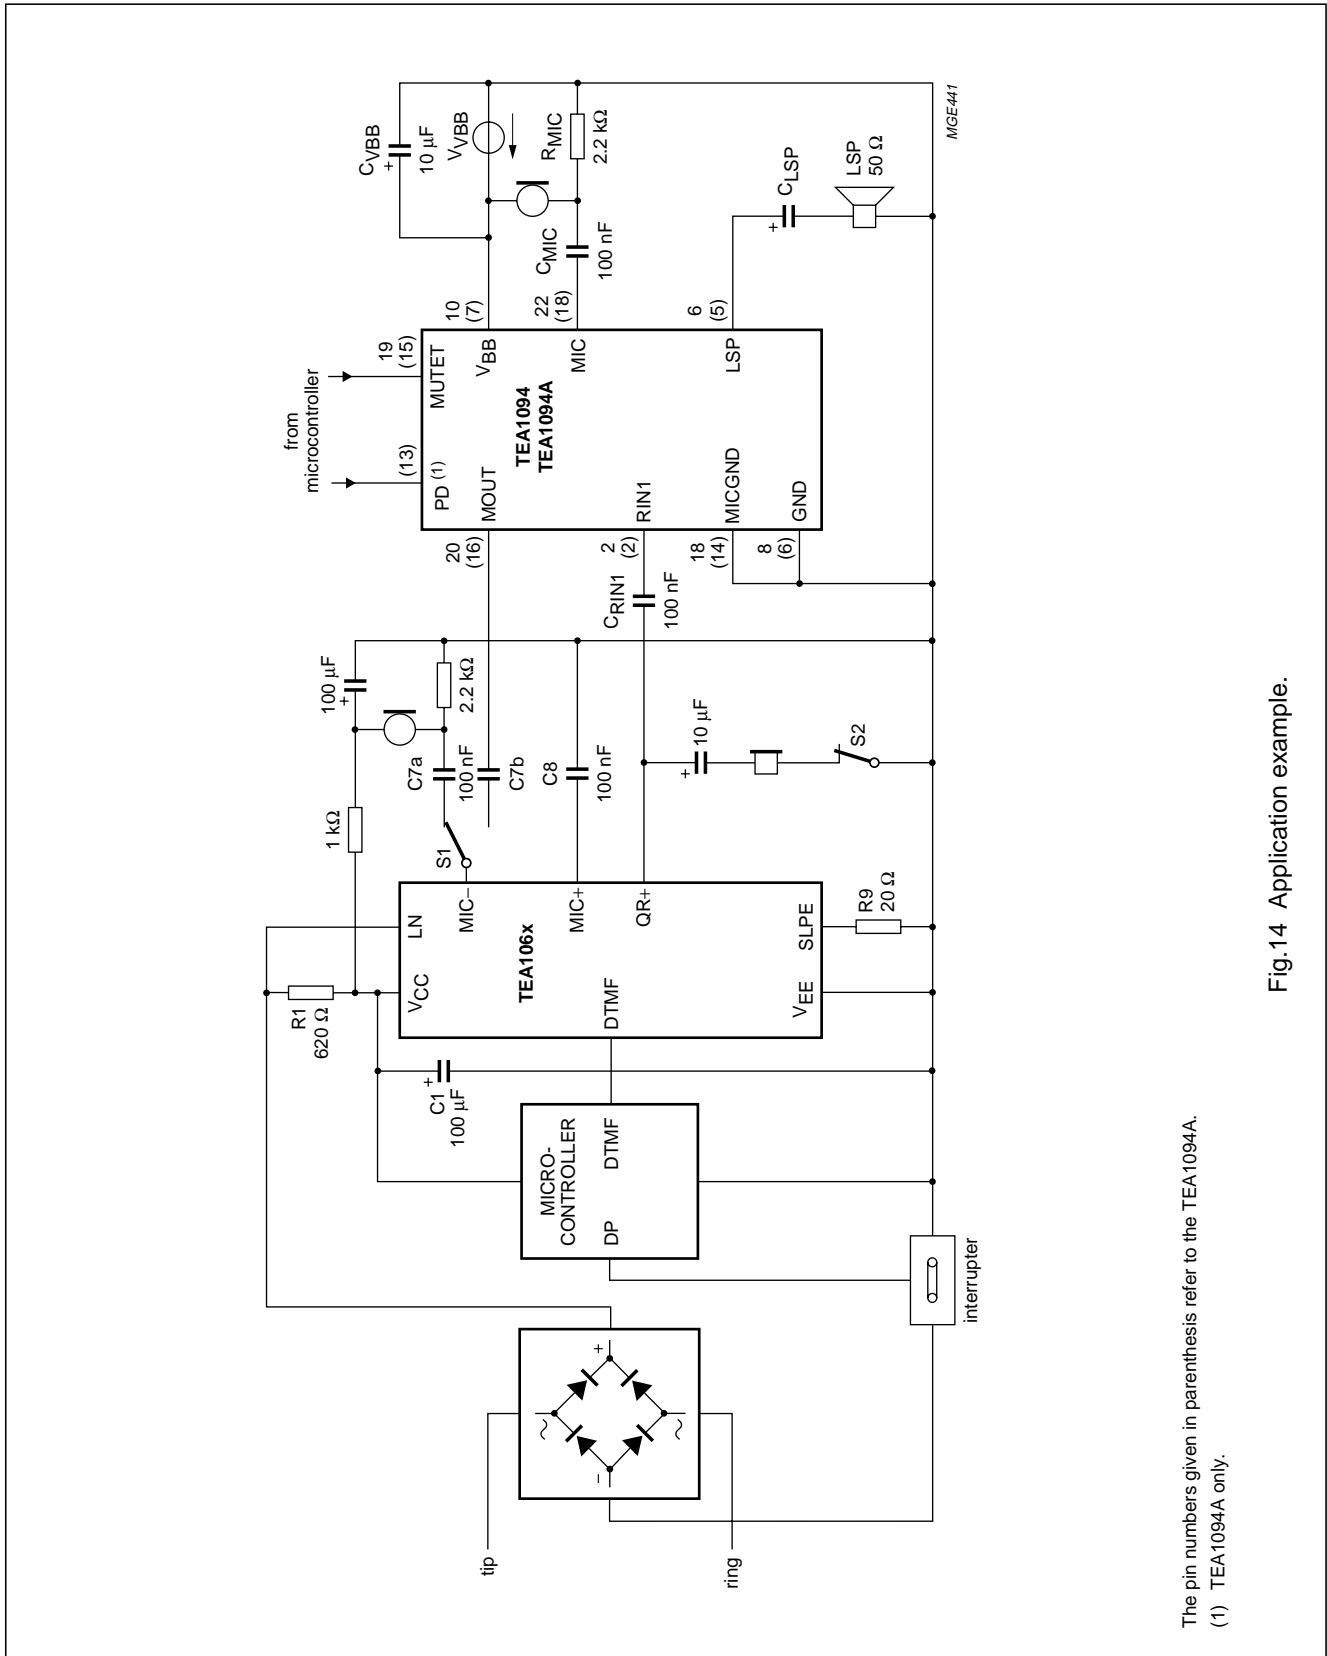 tip
ring
~
~
+
−
MICRO-
CONTROLLER
DP
DTMF
interrupter
R1
620 Ω
C1
+
100 μF
VCC
LN
TEA106x
DTMF
MIC−
MIC+
QR+
VEE
SLPE
R9
20 Ω
1 kΩ
S1
100 μF
+
2.2 kΩ
C7a
100 nF
C7b
C8
100 nF
+
10 μF
S2
CRIN1
100 nF
from
microcontroller
(13)
19
(15)
PD (1)
MUTET
20
(16)
MOUT
VBB
10
(7)
TEA1094
TEA1094A
MIC
22
(18)
2
(2)
RIN1
18
(14)
MICGND
LSP
6
(5)
8
(6)
GND
CVBB
+
10 μF
VVBB
CMIC
100 nF
RMIC
2.2 kΩ
+
CLSP
LSP
50 Ω
MGE441
The pin numbers given in parenthesis refer to the TEA1094A.
(1) TEA1094A only.
Fig.14 Application example.